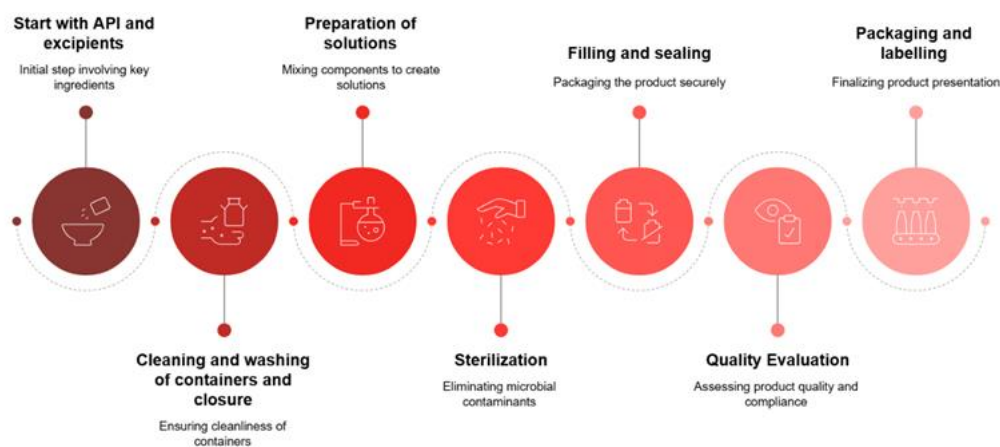 Start with API and
excipients
Initial step involving key
ingredients
Cleaning and washing
of containers and
closure
Ensuring cleanliness of
containers
Preparation of
solutions
Mixing components to create
solutions
Sterilization
Eliminating microbial
contaminants
Filling and sealing
Packaging the product securely
Quality Evaluation
Assessing product quality and
compliance
Packaging and
labelling
Finalizing product presentation